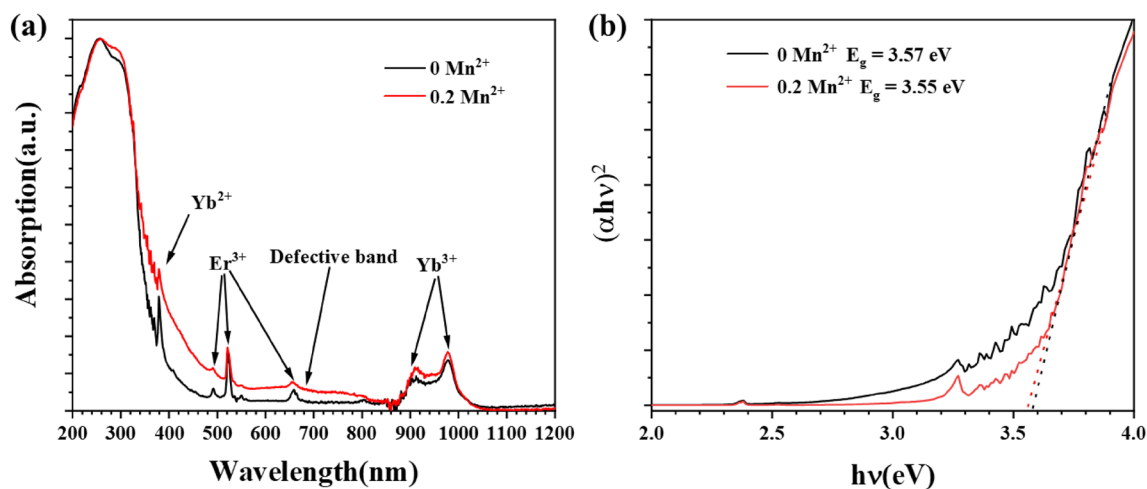 (a)
0 Mn²⁺
0.2 Mn²⁺
Yb²⁺
Er³⁺
Defective band
Yb³⁺
Absorption(a.u.)
200 300 400 500 600 700 800 900 1000 1100 1200
Wavelength(nm)
(b)
0 Mn²⁺ E_g = 3.57 eV
0.2 Mn²⁺ E_g = 3.55 eV
(αhν)²
2.0 2.5 3.0 3.5 4.0
hν(eV)